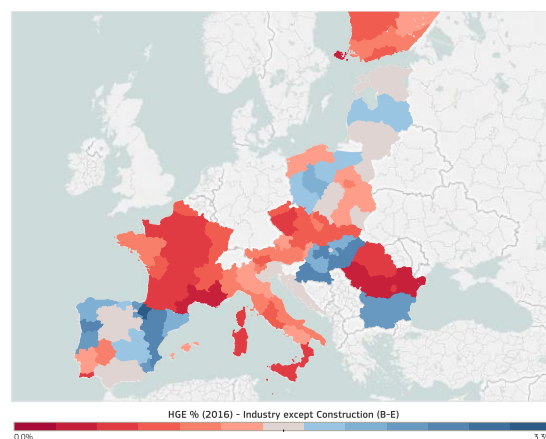 HGE % (2016) – Industry except Construction (B-E)
0.0%